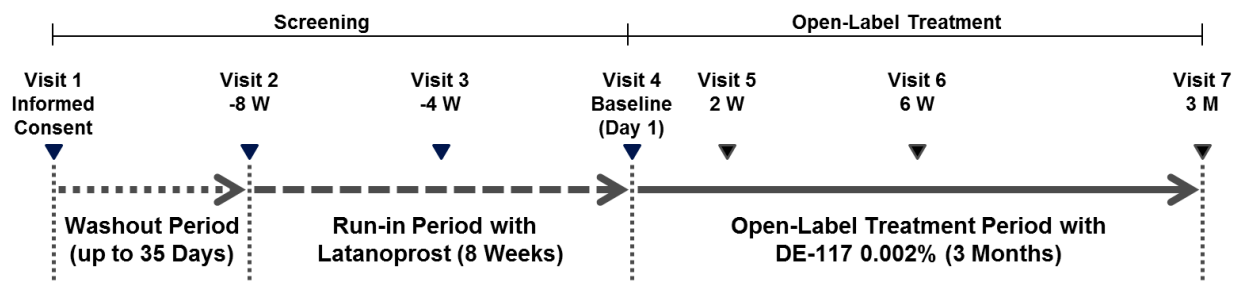 Screening
Open-Label Treatment
Visit 1
Informed
Consent
Visit 2
-8 W
Visit 3
-4 W
Visit 4
Baseline
(Day 1)
Visit 5
2 W
Visit 6
6 W
Visit 7
3 M
Washout Period
(up to 35 Days)
Run-in Period with
Latanoprost (8 Weeks)
Open-Label Treatment Period with
DE-117 0.002% (3 Months)